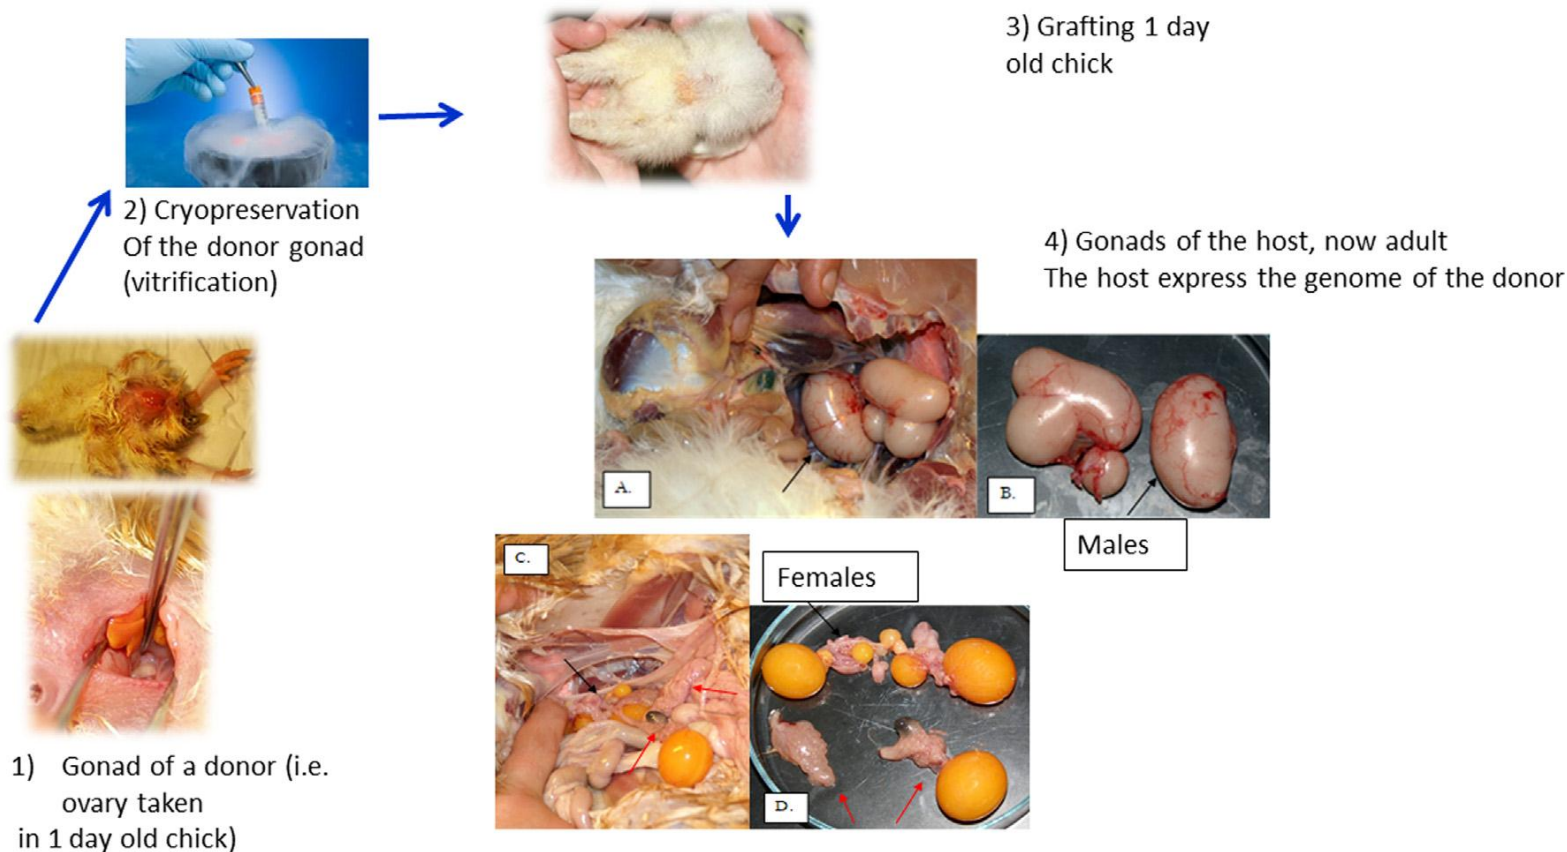 3) Grafting 1 day
old chick
2) Cryopreservation
Of the donor gonad
(vitrification)
4) Gonads of the host, now adult
The host express the genome of the donor
A.
B.
Males
C.
Females
D.
1) Gonad of a donor (i.e.
ovary taken
in 1 day old chick)